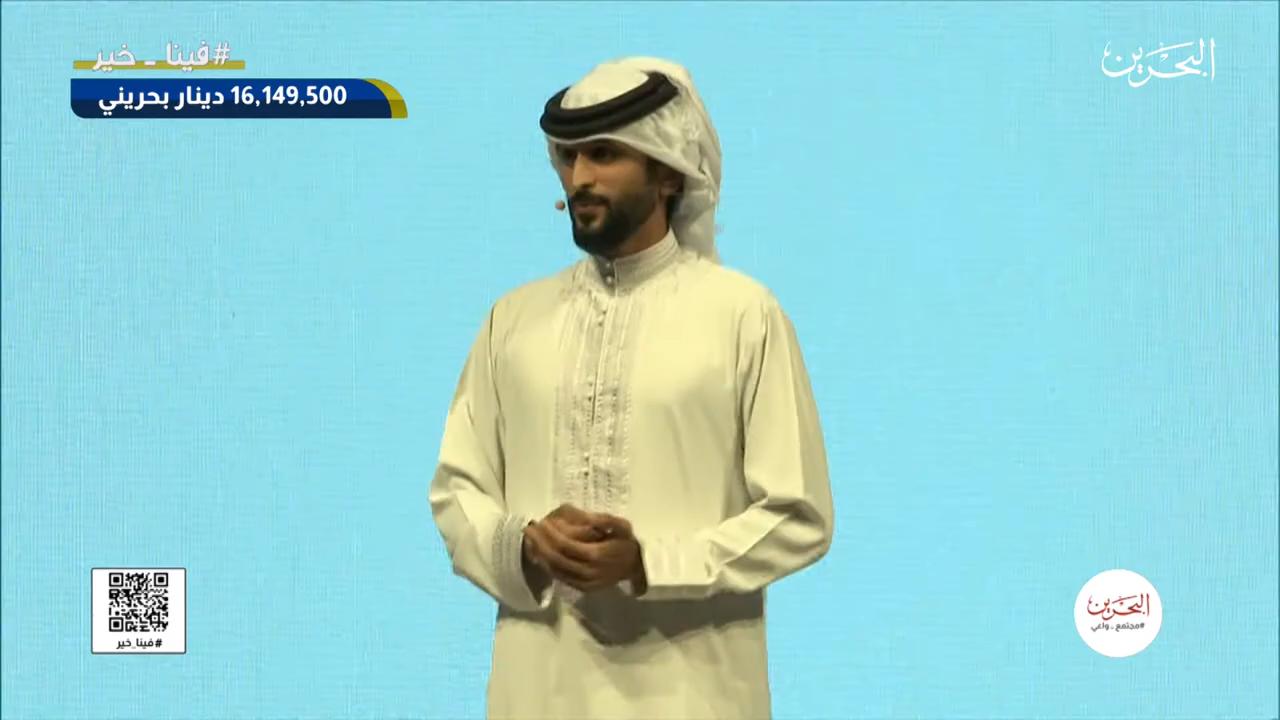 #فينا_خير
البحرين
16,149,500 دينار بحريني
#فينا_خير
البحرين
#مجتمع_واعي